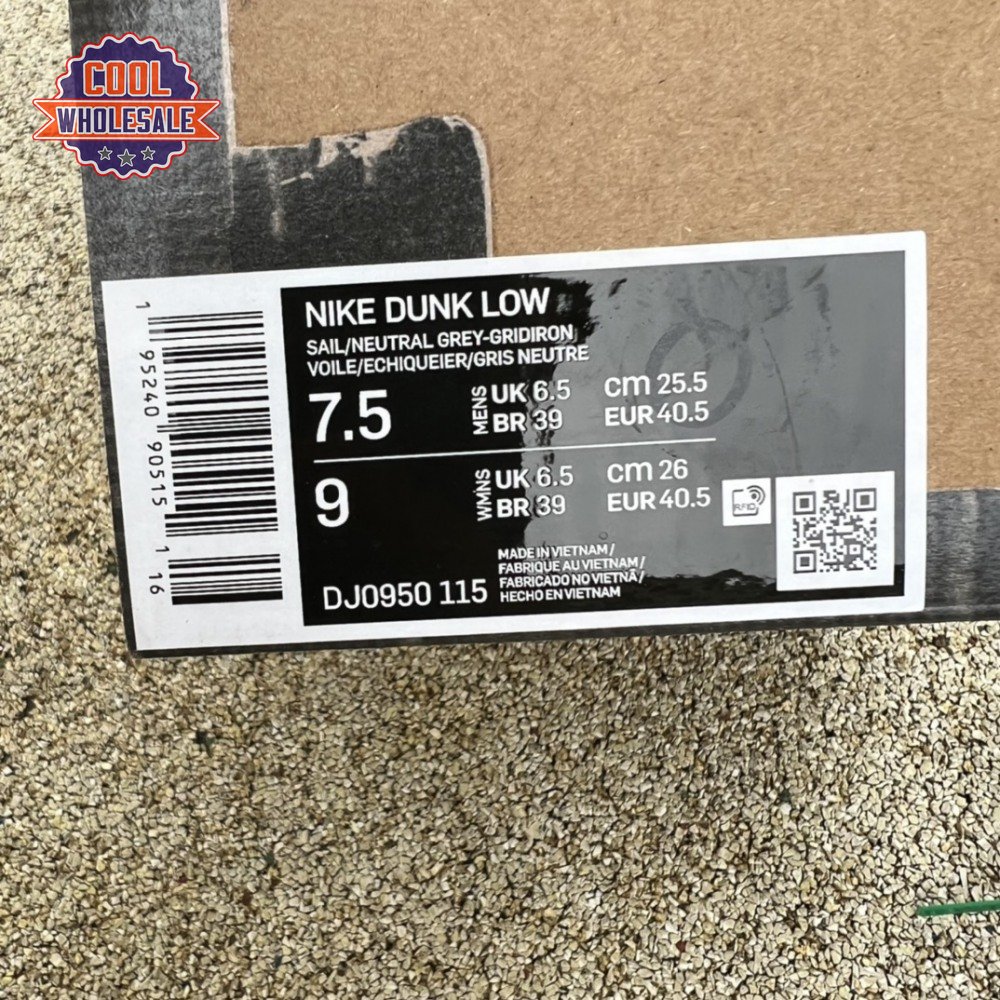 COOL
WHOLESALE
NIKE DUNK LOW
SAIL/NEUTRAL GREY-GRIDIRON
VOILE/ECHIQUEIER/GRIS NEUTRE
7.5 MENS UK 6.5 cm 25.5
BR 39 EUR 40.5
9 WMNS UK 6.5 cm 26
BR 39 EUR 40.5
RFID
DJ0950 115
MADE IN VIETNAM/
FABRIQUE AU VIETNAM/
FABRICADO NO VIETNÃ/
HECHO EN VIETNAM
1 95240 90515 1 16